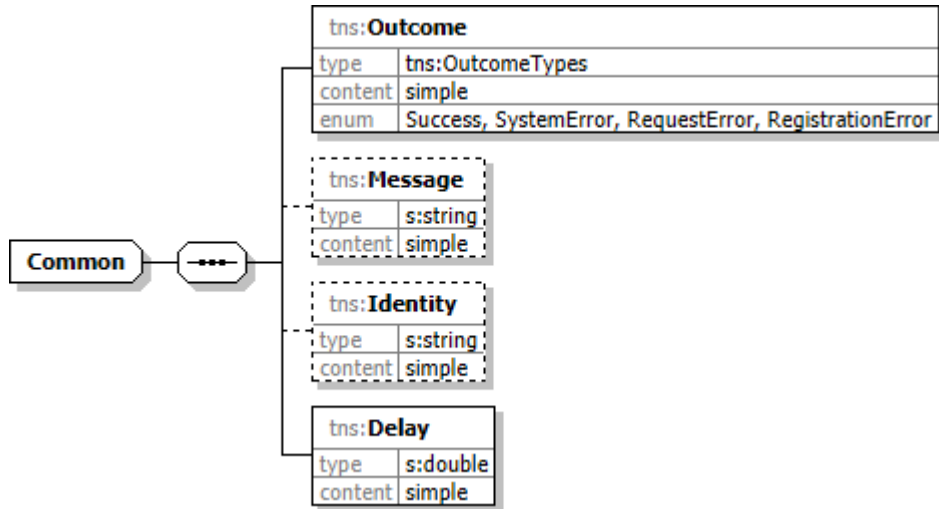 tns:Outcome
type tns:OutcomeTypes
content simple
enum Success, SystemError, RequestError, RegistrationError
tns:Message
type s:string
content simple
Common
tns:Identity
type s:string
content simple
tns:Delay
type s:double
content simple